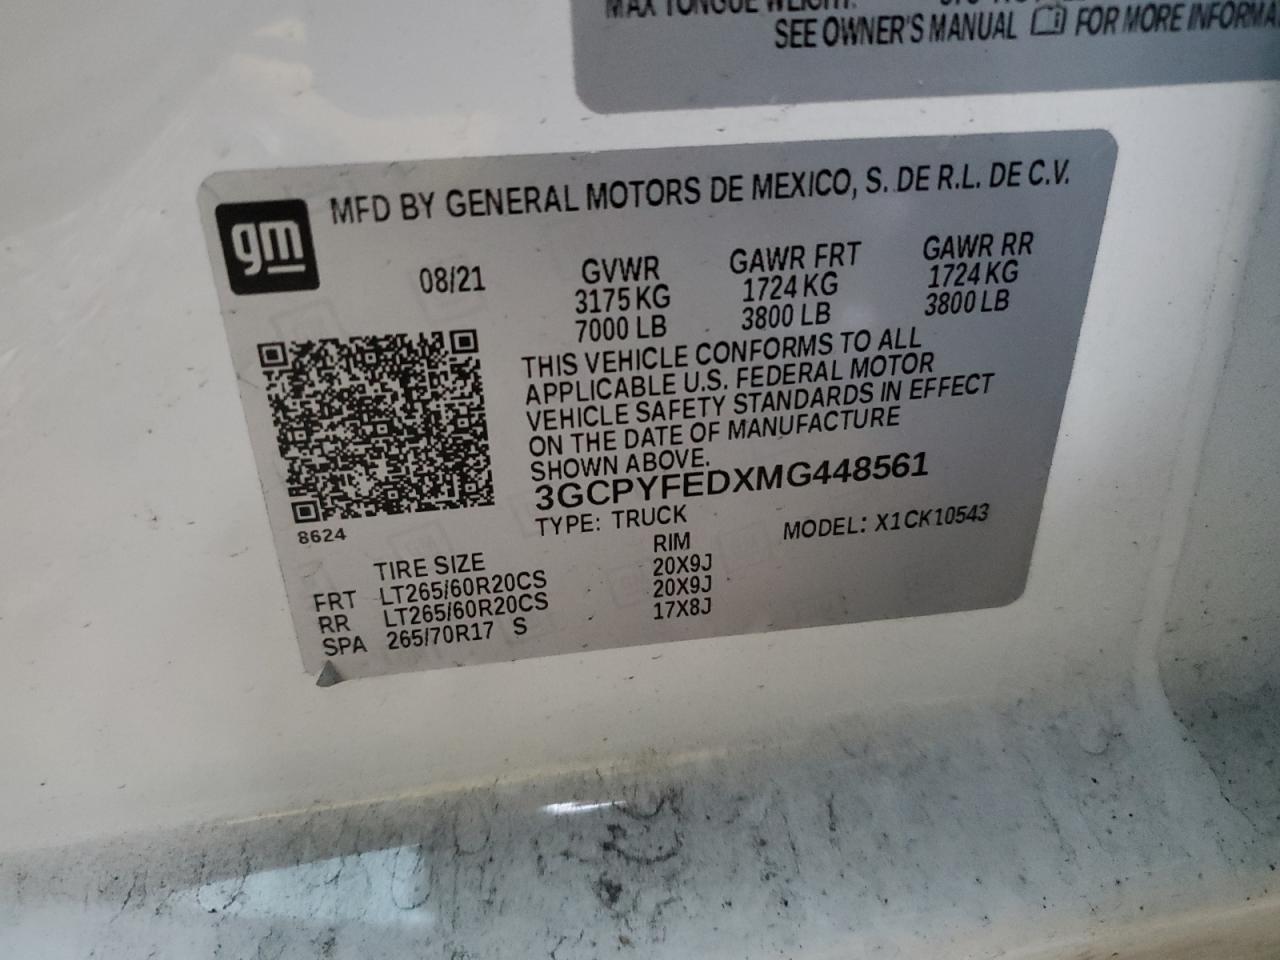 MAX TONGUE WEIGHT:
SEE OWNER'S MANUAL FOR MORE INFORMA
gm
MFD BY GENERAL MOTORS DE MEXICO, S. DE R.L. DE C.V.
08/21 GVWR GAWR FRT GAWR RR
3175 KG 1724 KG 1724 KG
7000 LB 3800 LB 3800 LB
THIS VEHICLE CONFORMS TO ALL
APPLICABLE U.S. FEDERAL MOTOR
VEHICLE SAFETY STANDARDS IN EFFECT
ON THE DATE OF MANUFACTURE
SHOWN ABOVE.
3GCPYFEDXMG448561
8624
TYPE: TRUCK MODEL: X1CK10543
TIRE SIZE RIM
FRT LT265/60R20CS 20X9J
RR LT265/60R20CS 20X9J
SPA 265/70R17 S 17X8J